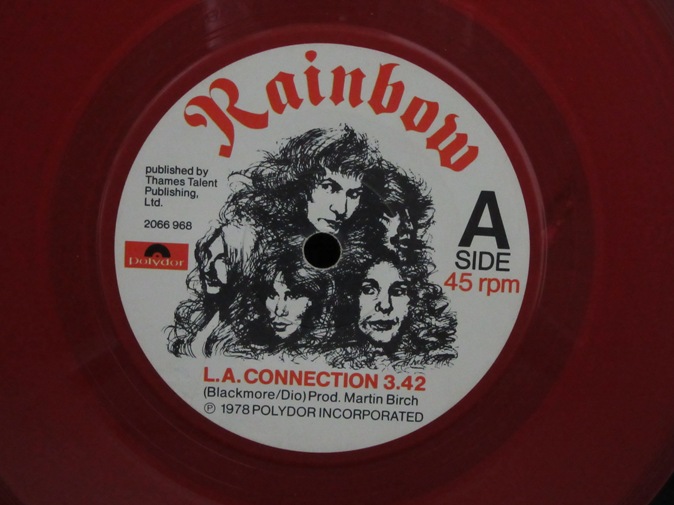 Rainbow
published by
Thames Talent
Publishing,
Ltd.
2066 968
polydor
A
SIDE
45 rpm
L.A. CONNECTION 3.42
(Blackmore/Dio) Prod. Martin Birch
℗ 1978 POLYDOR INCORPORATED